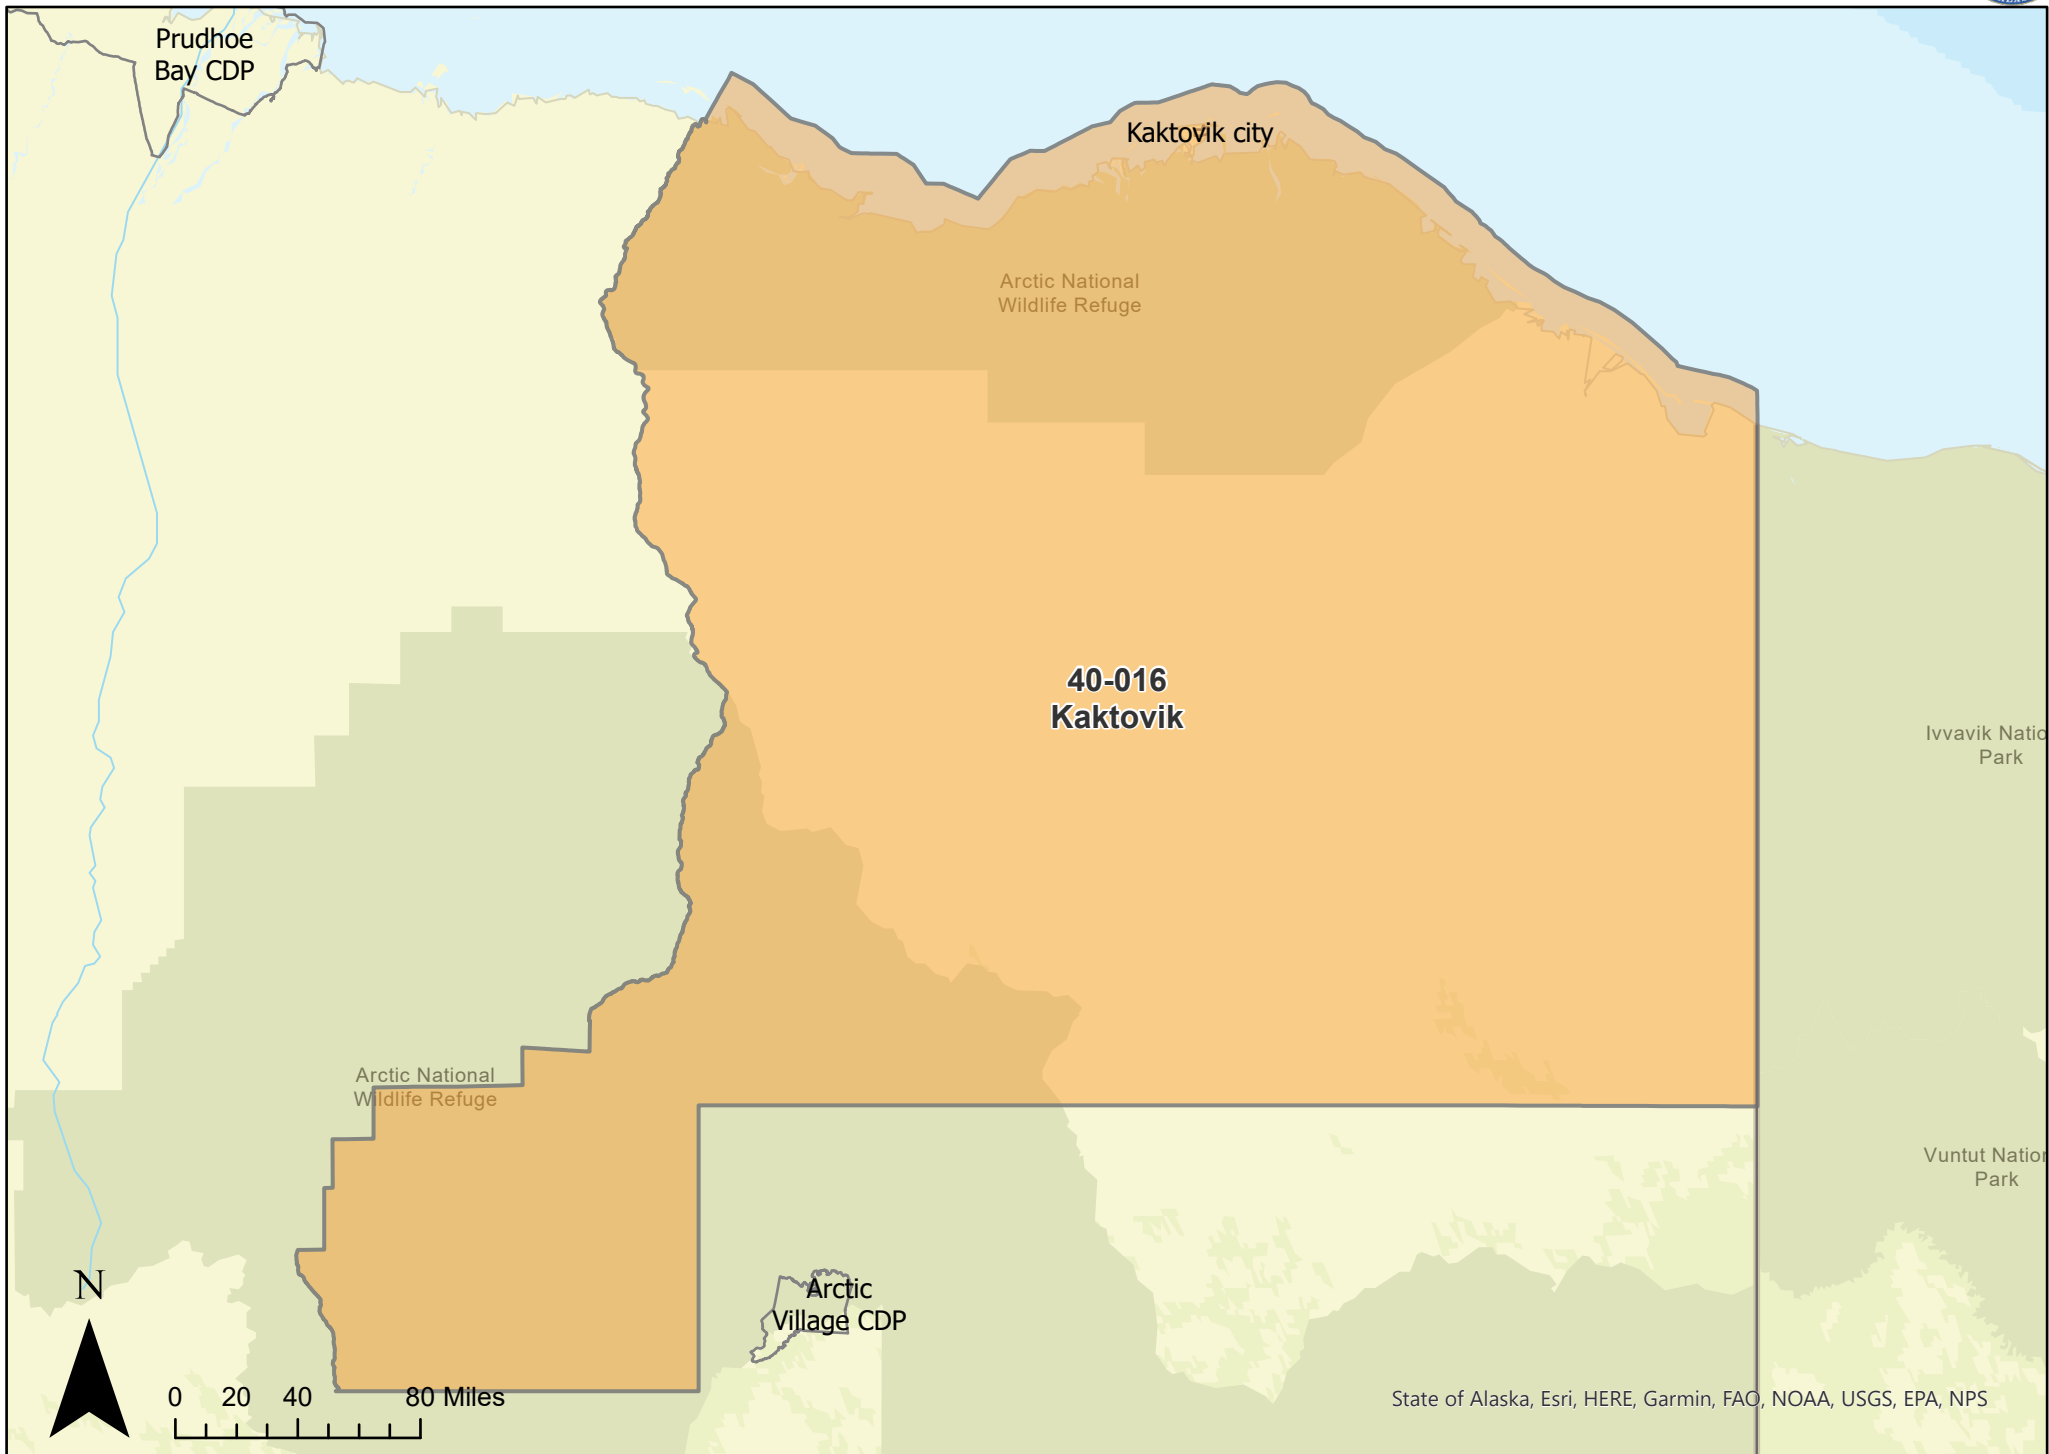 Prudhoe
Bay CDP
Kaktovik city
Arctic National
Wildlife Refuge
40-016
Kaktovik
Ivvavik Natio
Park
Arctic National
Wildlife Refuge
Vuntut Nation
Park
N
Arctic
Village CDP
0 20 40 80 Miles
State of Alaska, Esri, HERE, Garmin, FAO, NOAA, USGS, EPA, NPS